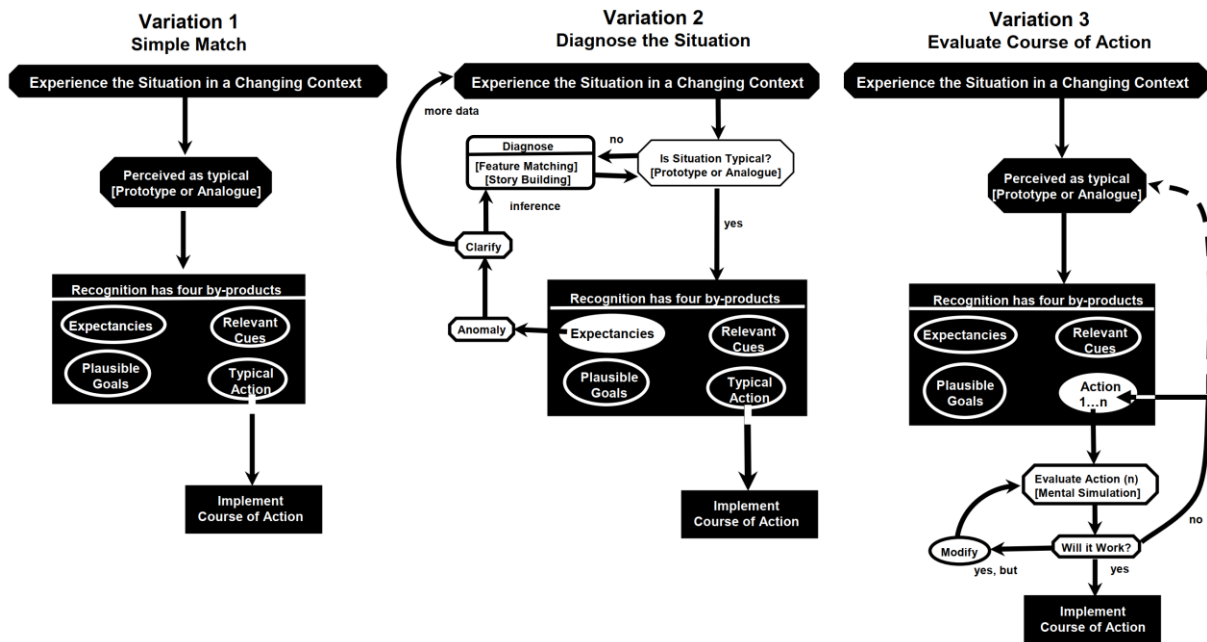 Variation 1
Simple Match
Experience the Situation in a Changing Context
Perceived as typical
[Prototype or Analogue]
Recognition has four by-products
Expectancies
Relevant
Cues
Plausible
Goals
Typical
Action
Implement
Course of Action
Variation 2
Diagnose the Situation
Experience the Situation in a Changing Context
more data
no
Diagnose
[Feature Matching]
[Story Building]
Is Situation Typical?
[Prototype or Analogue]
inference
yes
Clarify
Anomaly
Recognition has four by-products
Expectancies
Relevant
Cues
Plausible
Goals
Typical
Action
Implement
Course of Action
Variation 3
Evaluate Course of Action
Experience the Situation in a Changing Context
Perceived as typical
[Prototype or Analogue]
Recognition has four by-products
Expectancies
Relevant
Cues
Plausible
Goals
Action
1...n
Evaluate Action (n)
[Mental Simulation]
no
Modify
Will it Work?
yes, but
yes
Implement
Course of Action